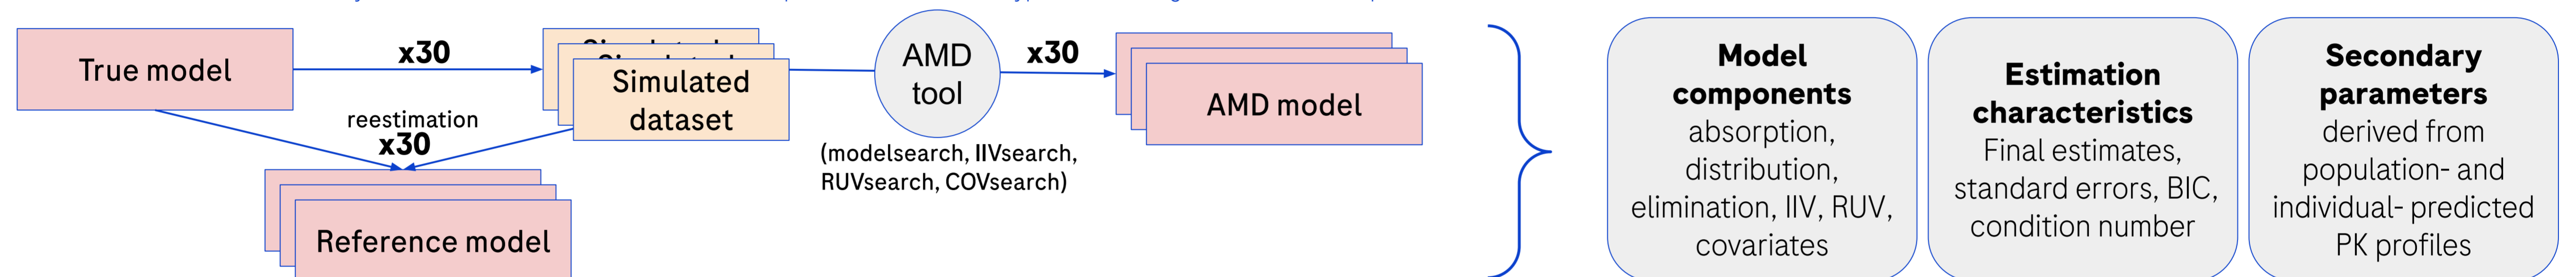 True model
x30
Simulated
dataset
AMD
tool
x30
AMD model
reestimation
x30
(modelsearch, IIVsearch,
RUVsearch, COVsearch)
Reference model
Model
components
absorption,
distribution,
elimination, IIV, RUV,
covariates
Estimation
characteristics
Final estimates,
standard errors, BIC,
condition number
Secondary
parameters
derived from
population- and
individual- predicted
PK profiles